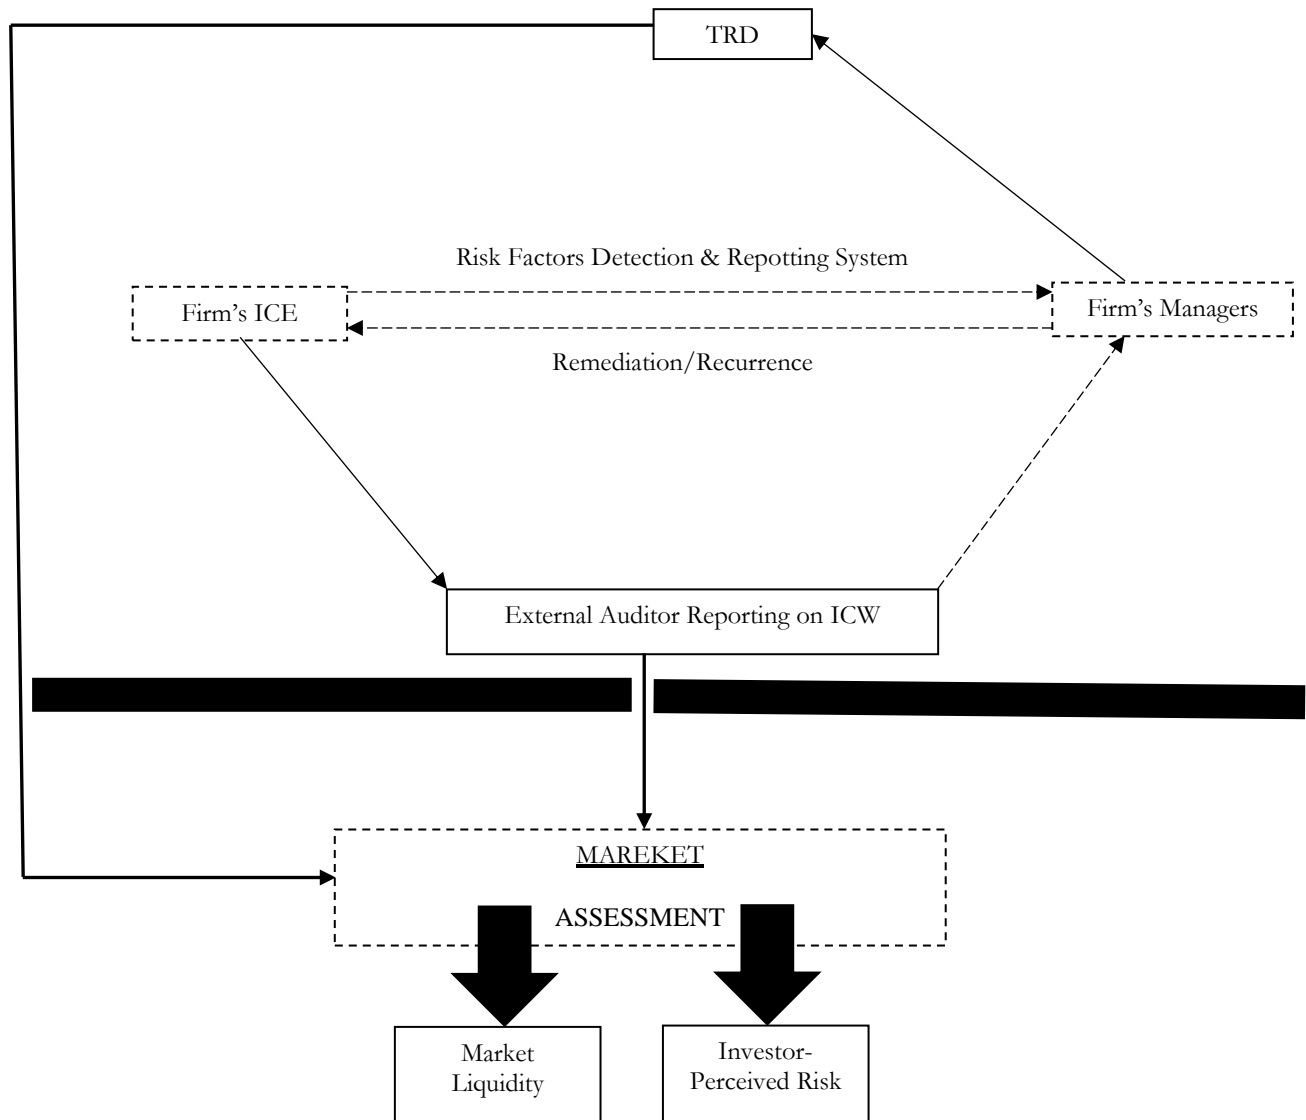 TRD
Risk Factors Detection & Repotting System
Firm's ICE
Firm's Managers
Remediation/Recurrence
External Auditor Reporting on ICW
MAREKET
ASSESSMENT
Market
Liquidity
Investor-
Perceived Risk